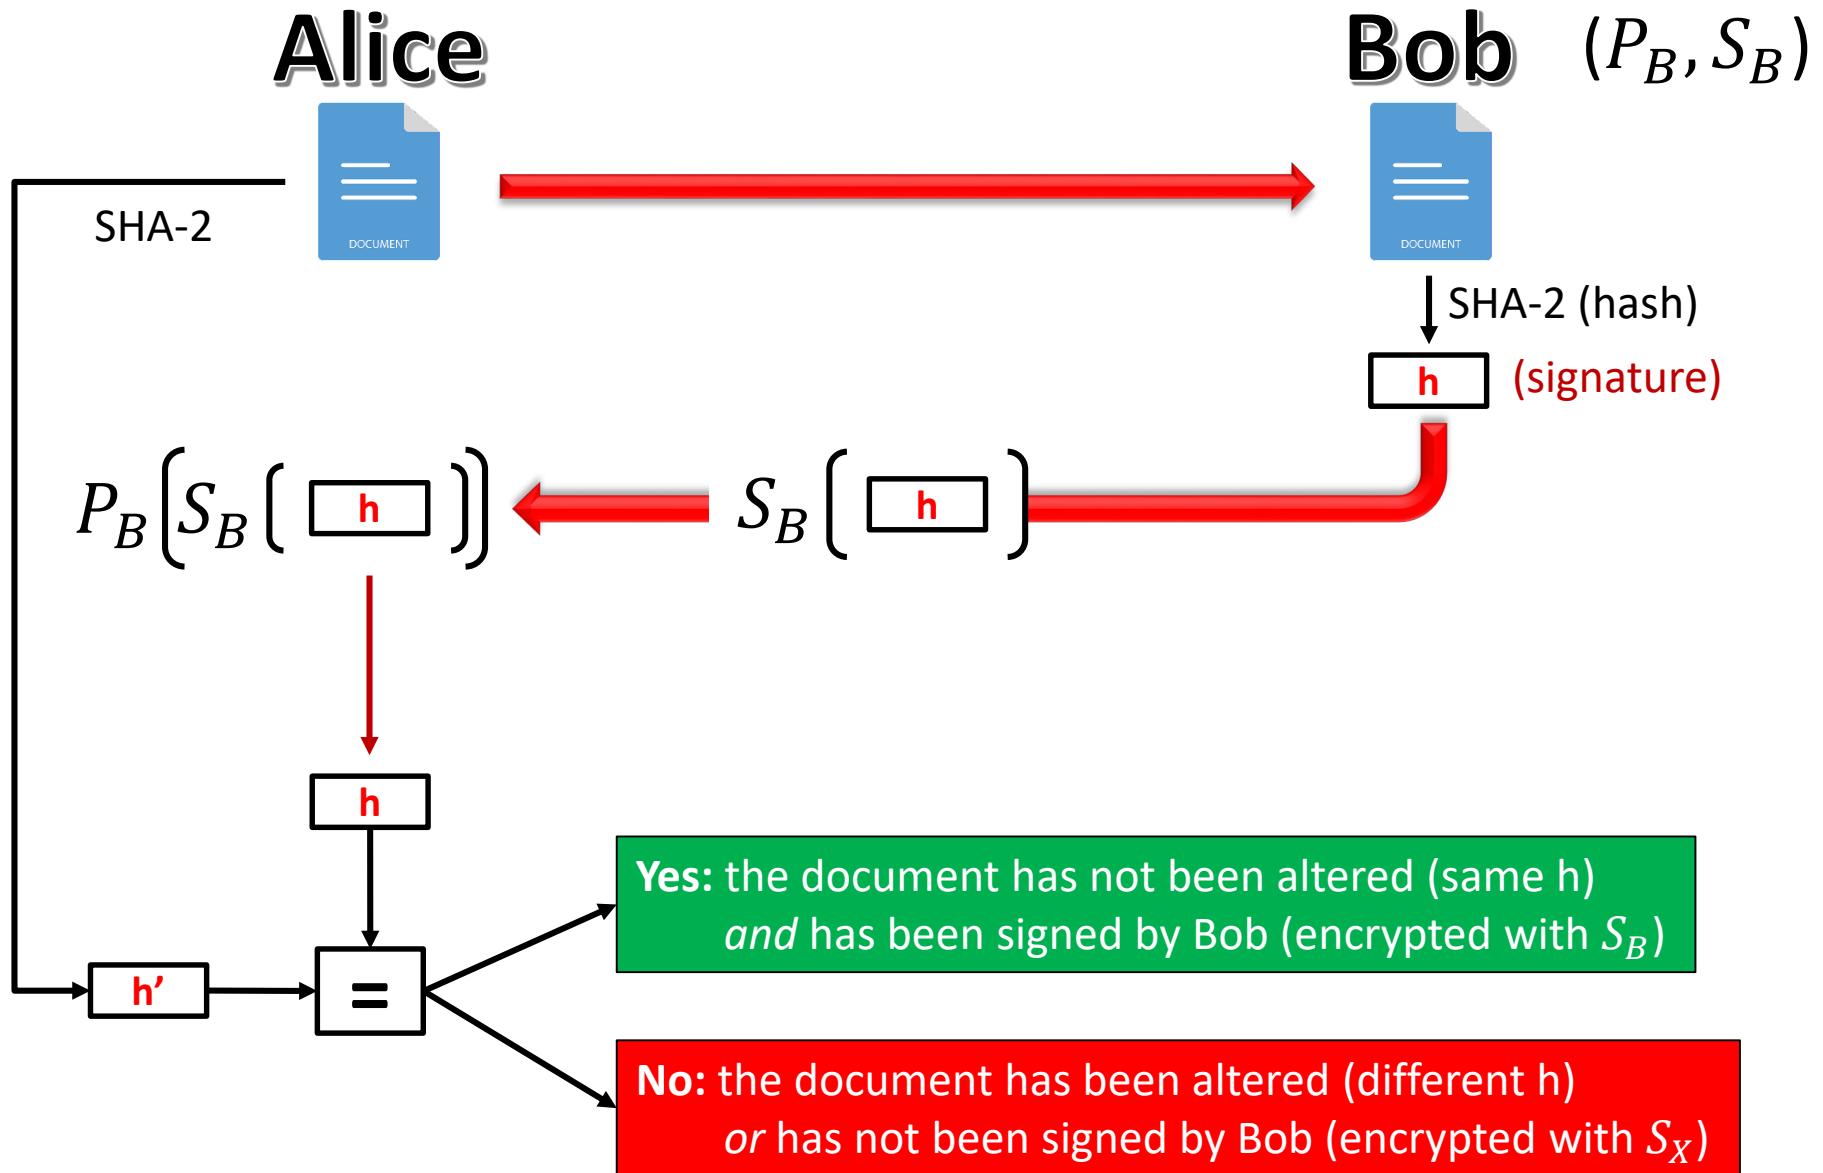 Alice
Bob
(P_B, S_B)
DOCUMENT
DOCUMENT
SHA-2
SHA-2 (hash)
h
(signature)
P_B(S_B(h))
S_B(h)
h
Yes: the document has not been altered (same h)
and has been signed by Bob (encrypted with S_B)
h’
=
No: the document has been altered (different h)
or has not been signed by Bob (encrypted with S_X)